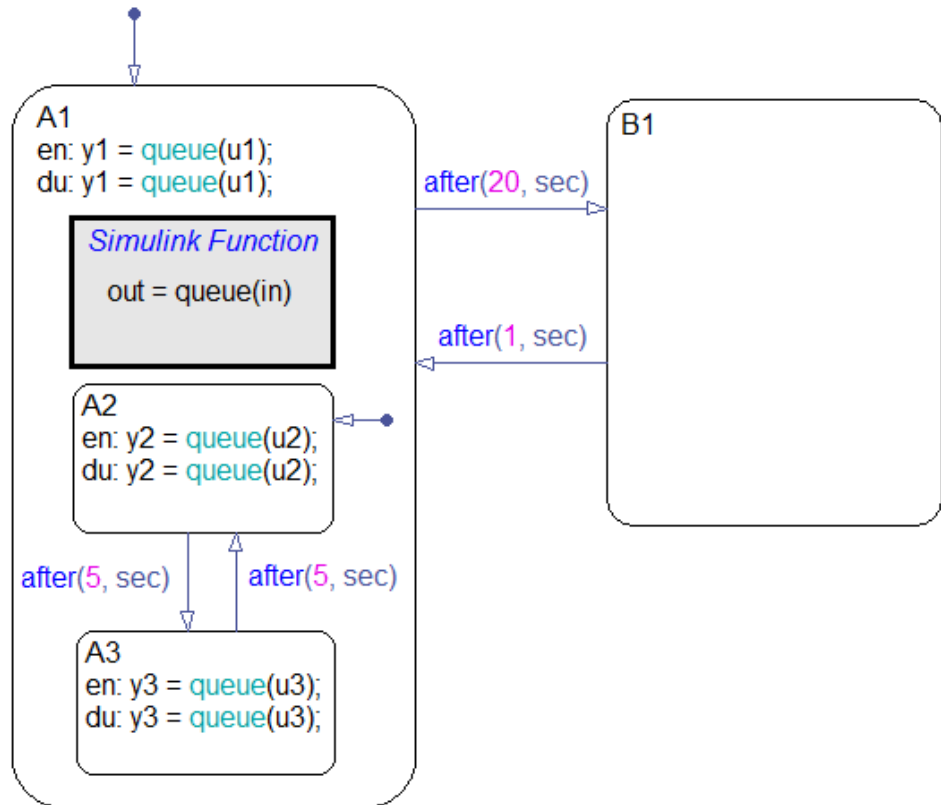 A1
en: y1 = queue(u1);
du: y1 = queue(u1);
Simulink Function
out = queue(in)
A2
en: y2 = queue(u2);
du: y2 = queue(u2);
after(5, sec)
after(5, sec)
A3
en: y3 = queue(u3);
du: y3 = queue(u3);
after(20, sec)
after(1, sec)
B1